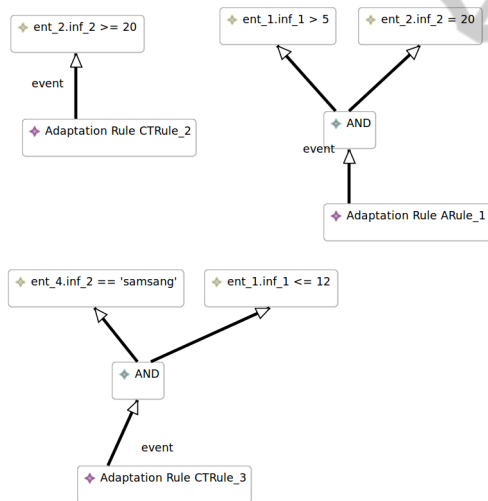 ent_2.inf_2 >= 20
event
Adaptation Rule CTRule_2
ent_1.inf_1 > 5
ent_2.inf_2 = 20
AND
event
Adaptation Rule ARule_1
ent_4.inf_2 == 'samsang'
ent_1.inf_1 <= 12
AND
event
Adaptation Rule CTRule_3